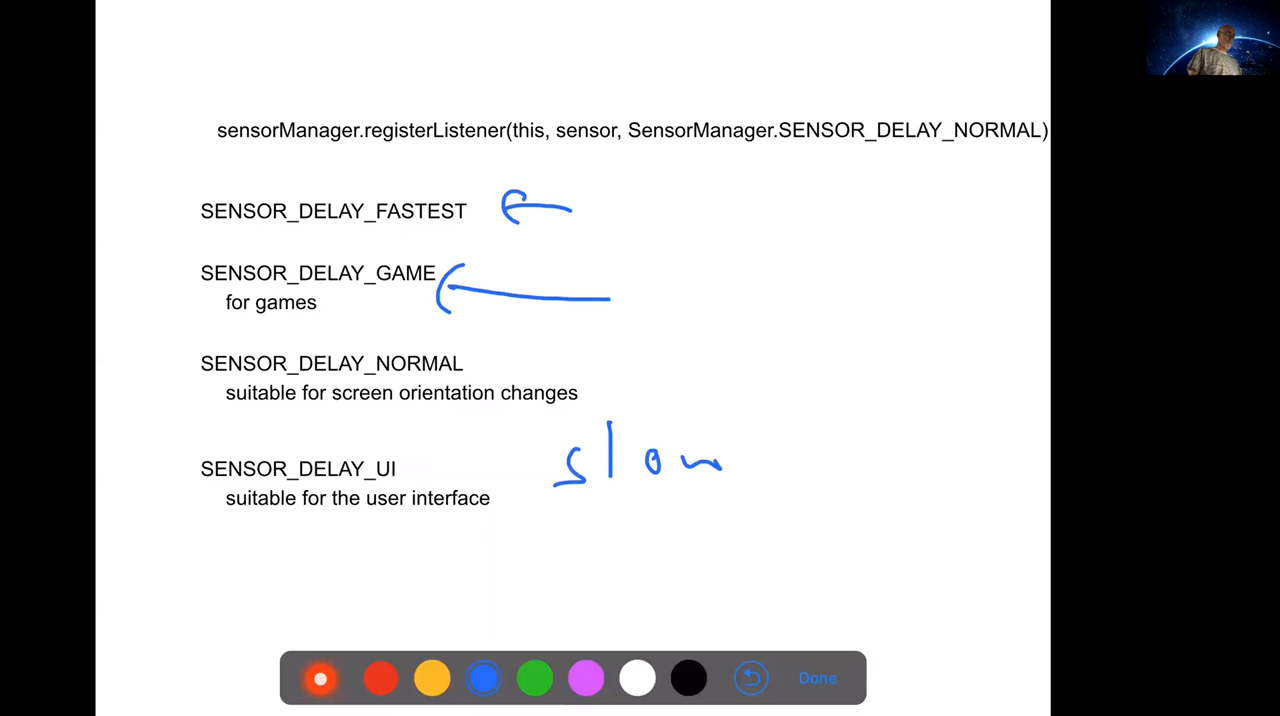 sensorManager.registerListener(this, sensor, SensorManager.SENSOR_DELAY_NORMAL)
SENSOR_DELAY_FASTEST
SENSOR_DELAY_GAME
for games
SENSOR_DELAY_NORMAL
suitable for screen orientation changes
slow
SENSOR_DELAY_UI
suitable for the user interface
Done